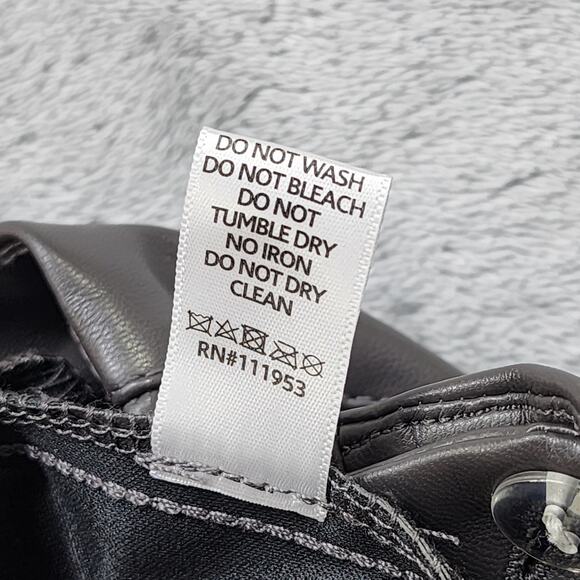 DO NOT WASH
DO NOT BLEACH
DO NOT
TUMBLE DRY
NO IRON
DO NOT DRY
CLEAN
RN#111953